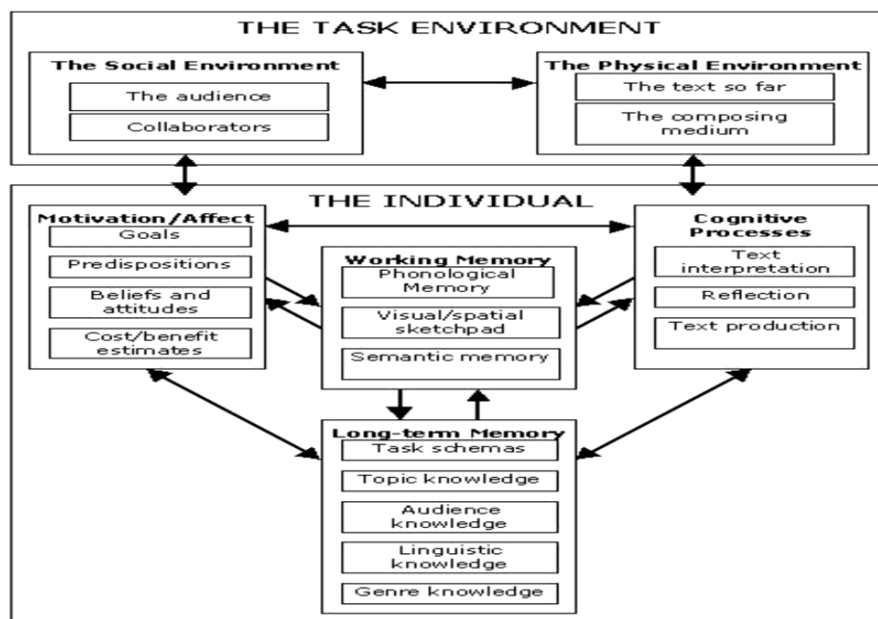 THE TASK ENVIRONMENT
The Social Environment
The audience
Collaborators
The Physical Environment
The text so far
The composing
medium
THE INDIVIDUAL
Motivation/Affect
Goals
Predispositions
Beliefs and
attitudes
Cost/benefit
estimates
Working Memory
Phonological
Memory
Visual/spatial
sketchpad
Semantic memory
Cognitive
Processes
Text
interpretation
Reflection
Text production
Long-term Memory
Task schemas
Topic knowledge
Audience
knowledge
Linguistic
knowledge
Genre knowledge